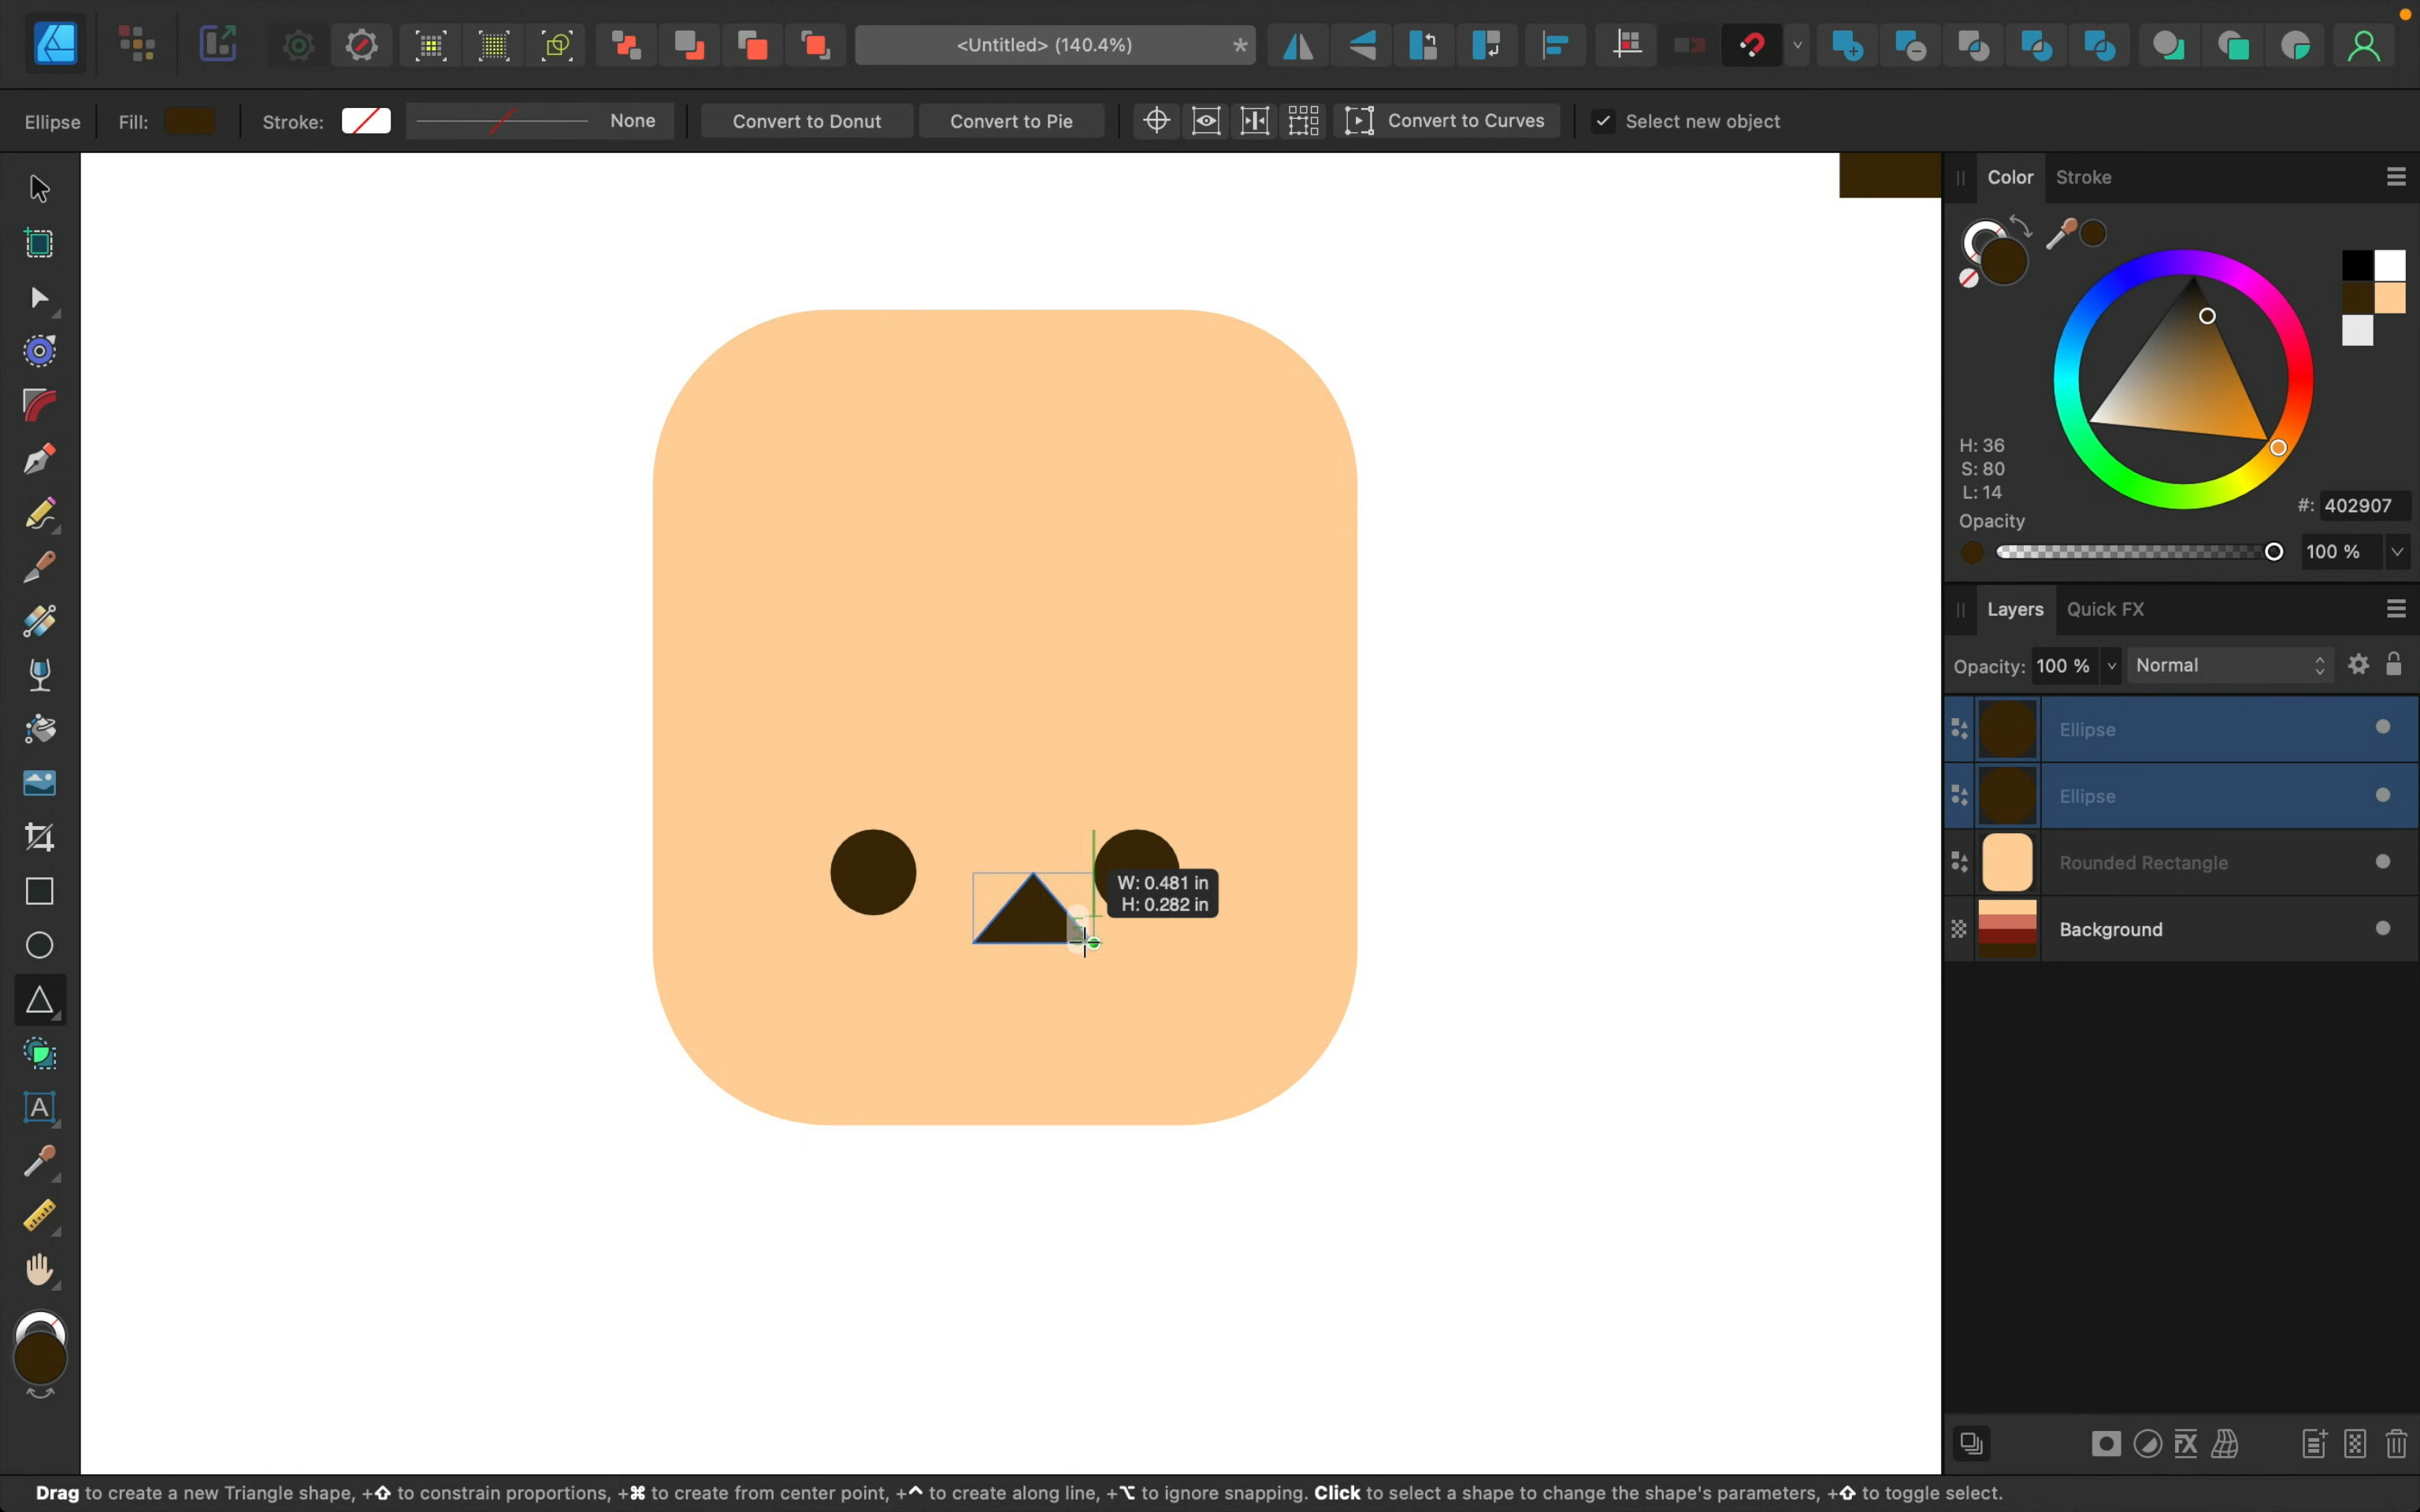 <Untitled> (140.4%) *
Ellipse Fill: Stroke: None Convert to Donut Convert to Pie Convert to Curves Select new object
Color Stroke
H: 36
S: 80
L: 14
#: 402907
Opacity
100 %
Layers Quick FX
Opacity: 100 % Normal
Ellipse
Ellipse
Rounded Rectangle
Background
W: 0.481 in
H: 0.282 in
A
FX
Drag to create a new Triangle shape, +⇧ to constrain proportions, +⌘ to create from center point, +⌃ to create along line, +⌥ to ignore snapping. Click to select a shape to change the shape's parameters, +⇧ to toggle select.